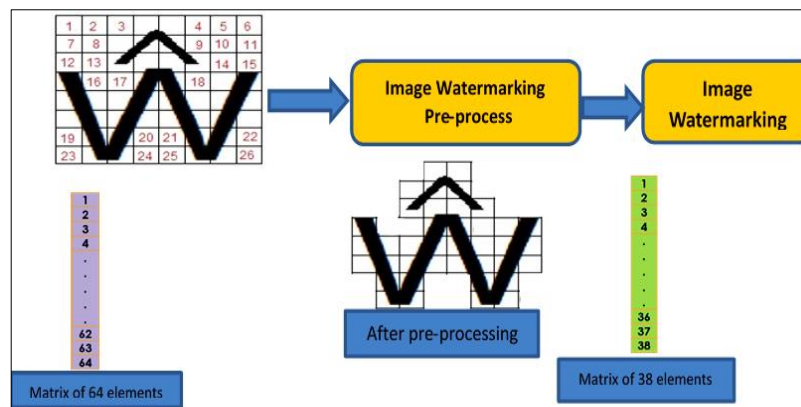 1 2 3 4 5 6
7 8 9 10 11
12 13 14 15
16 17 18
19 20 21 22
23 24 25 26
Ŵ
Image Watermarking
Pre-process
Image
Watermarking
1
2
3
4
.
.
.
.
.
62
63
64
Matrix of 64 elements
Ŵ
After pre-processing
1
2
3
4
.
.
.
.
.
36
37
38
Matrix of 38 elements